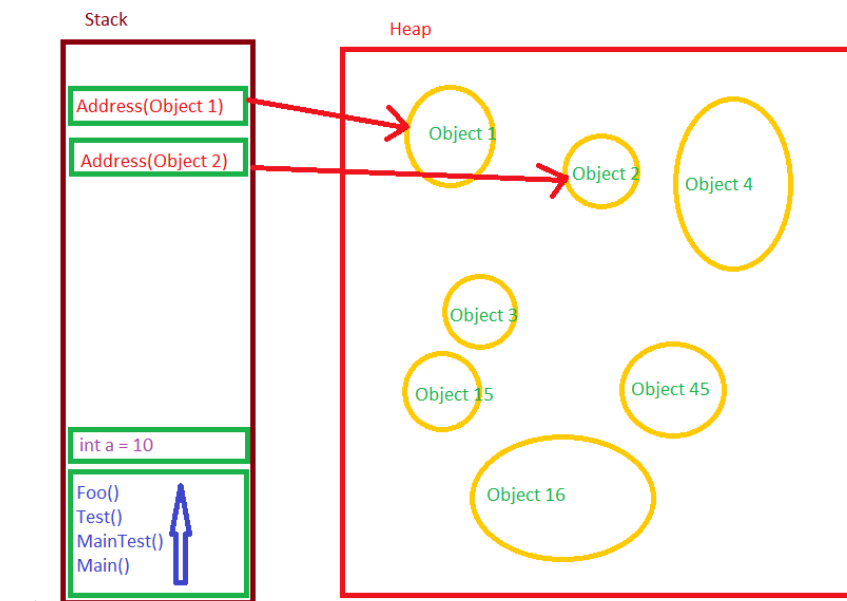 Stack
Heap
Address(Object 1)
Address(Object 2)
int a = 10
Foo()
Test()
MainTest()
Main()
Object 1
Object 2
Object 4
Object 3
Object 15
Object 45
Object 16